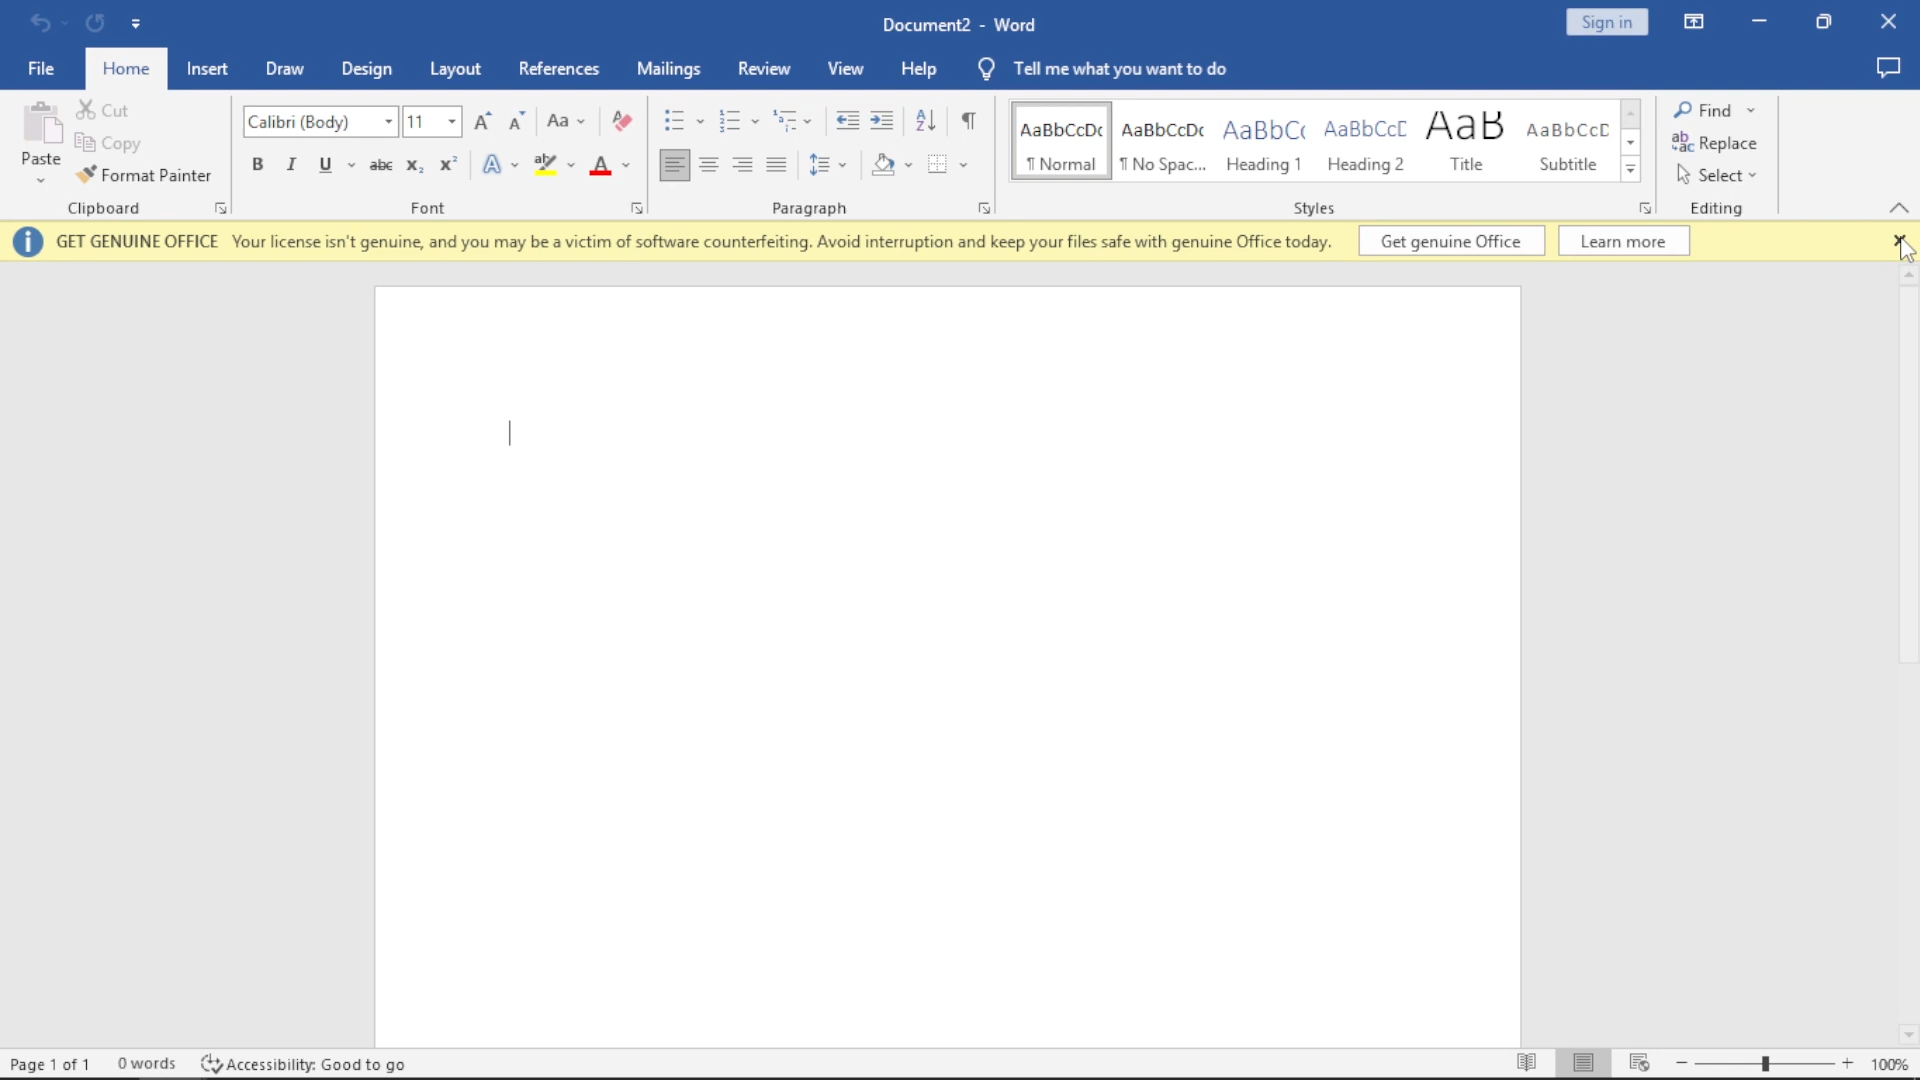 Document2 - Word
Sign in
File Home Insert Draw Design Layout References Mailings Review View Help Tell me what you want to do
Paste
Cut
Copy
Format Painter
Clipboard
Calibri (Body) 11 Aa
B I U abc x₂ x² A ab A
Font
Paragraph
AaBbCcDc AaBbCcDc AaBbCc AaBbCcD AaB AaBbCcD
¶ Normal ¶ No Spac... Heading 1 Heading 2 Title Subtitle
Styles
Find
Replace
Select
Editing
GET GENUINE OFFICE Your license isn't genuine, and you may be a victim of software counterfeiting. Avoid interruption and keep your files safe with genuine Office today. Get genuine Office Learn more
Page 1 of 1 0 words Accessibility: Good to go 100%